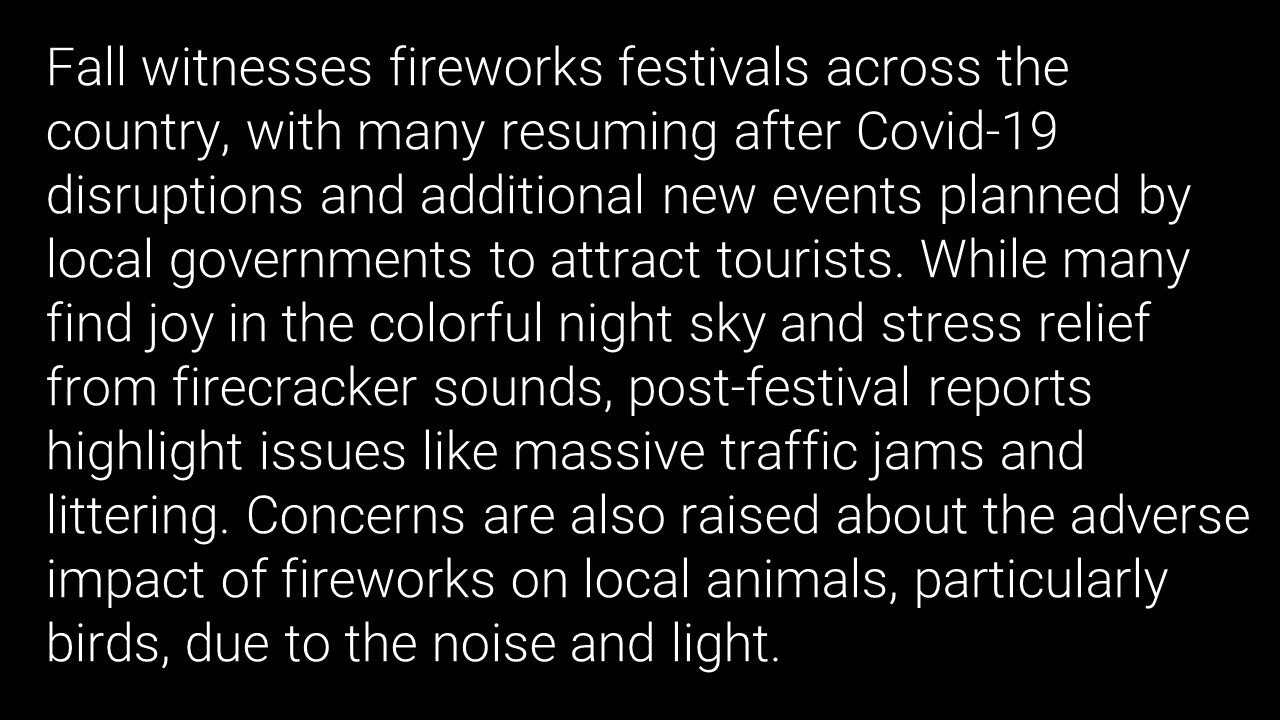 Fall witnesses fireworks festivals across the
country, with many resuming after Covid-19
disruptions and additional new events planned by
local governments to attract tourists. While many
find joy in the colorful night sky and stress relief
from firecracker sounds, post-festival reports
highlight issues like massive traffic jams and
littering. Concerns are also raised about the adverse
impact of fireworks on local animals, particularly
birds, due to the noise and light.